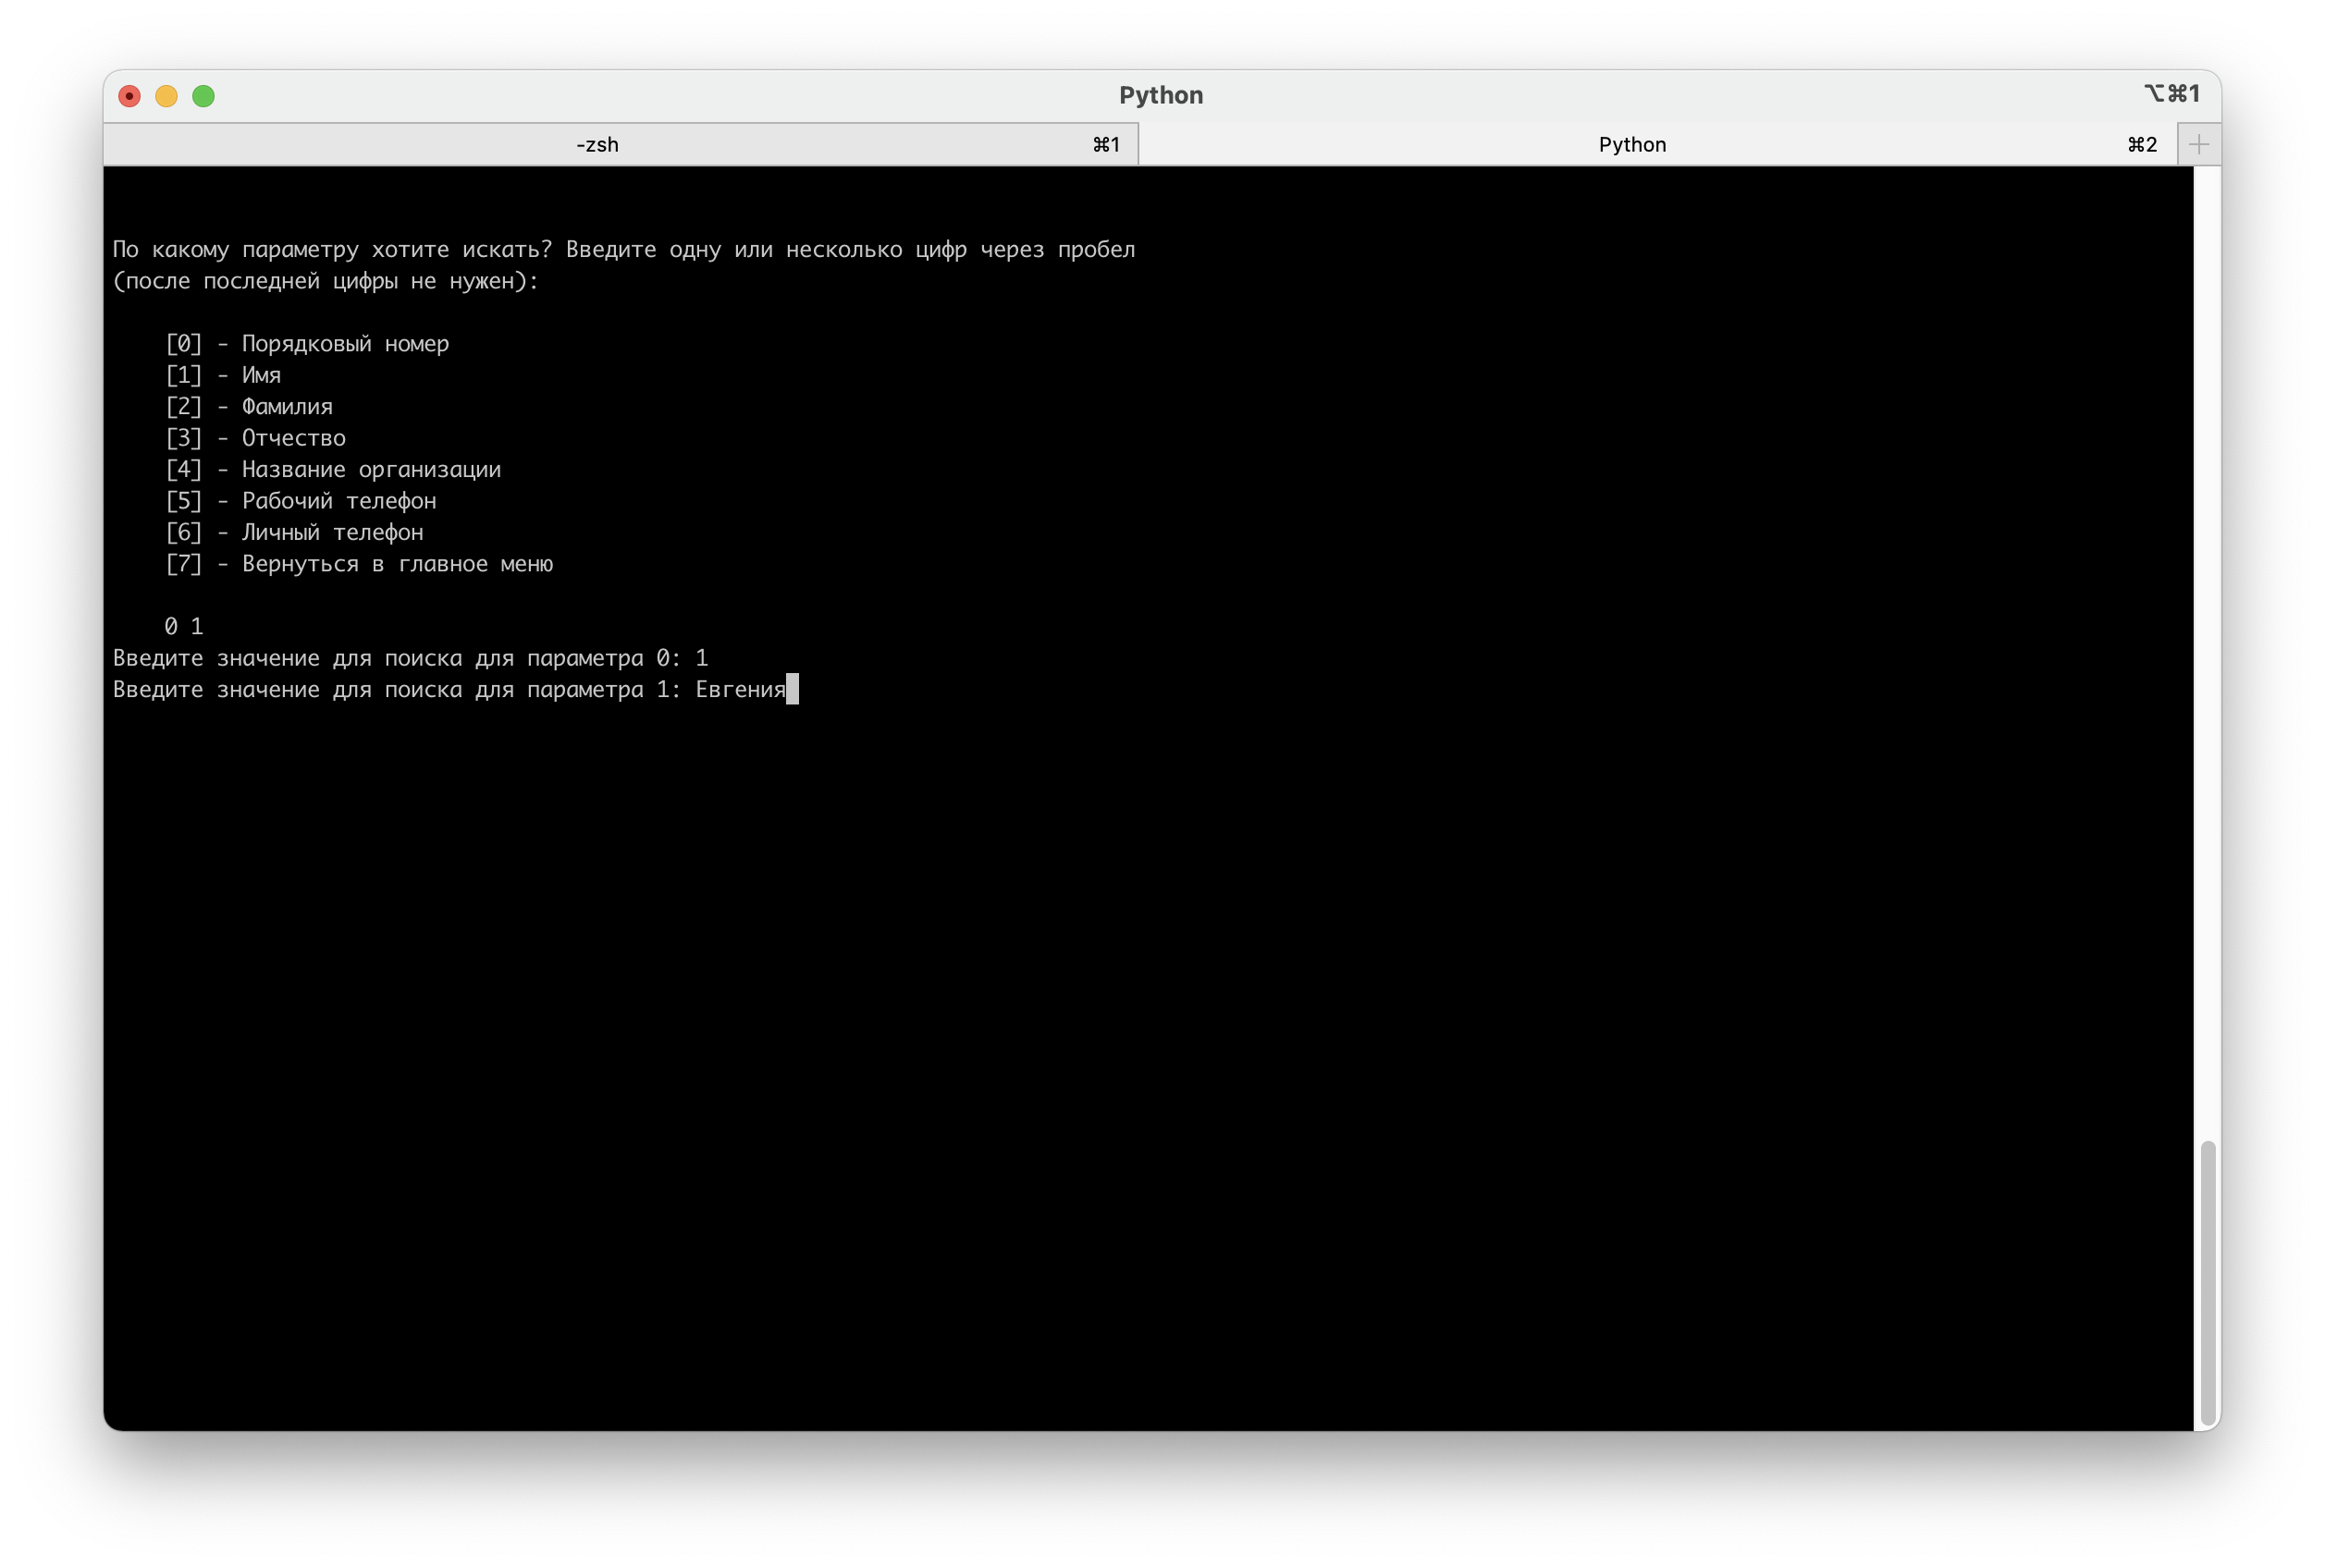 Python
⌥⌘1
-zsh ⌘1 Python ⌘2
По какому параметру хотите искать? Введите одну или несколько цифр через пробел
(после последней цифры не нужен):
[0] - Порядковый номер
[1] - Имя
[2] - Фамилия
[3] - Отчество
[4] - Название организации
[5] - Рабочий телефон
[6] - Личный телефон
[7] - Вернуться в главное меню
0 1
Введите значение для поиска для параметра 0: 1
Введите значение для поиска для параметра 1: Евгения